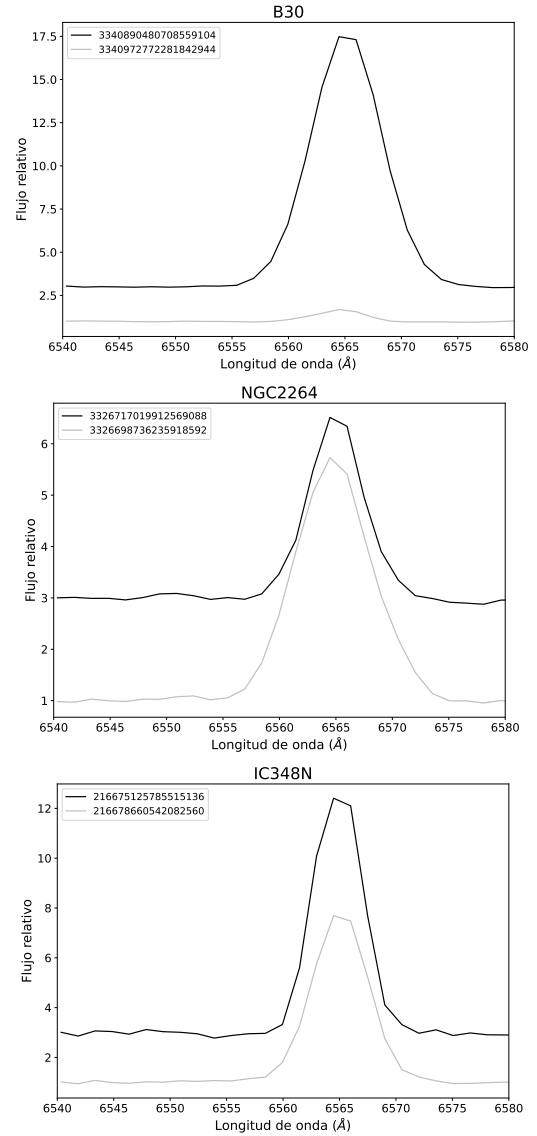 B30
3340890480708559104
3340972772281842944
17.5
15.0
12.5
10.0
7.5
5.0
2.5
Flujo relativo
6540 6545 6550 6555 6560 6565 6570 6575 6580
Longitud de onda (Å)
NGC2264
3326717019912569088
3326698736235918592
6
5
4
3
2
1
Flujo relativo
6540 6545 6550 6555 6560 6565 6570 6575 6580
Longitud de onda (Å)
IC348N
216675125785515136
216678660542082560
12
10
8
6
4
2
Flujo relativo
6540 6545 6550 6555 6560 6565 6570 6575 6580
Longitud de onda (Å)